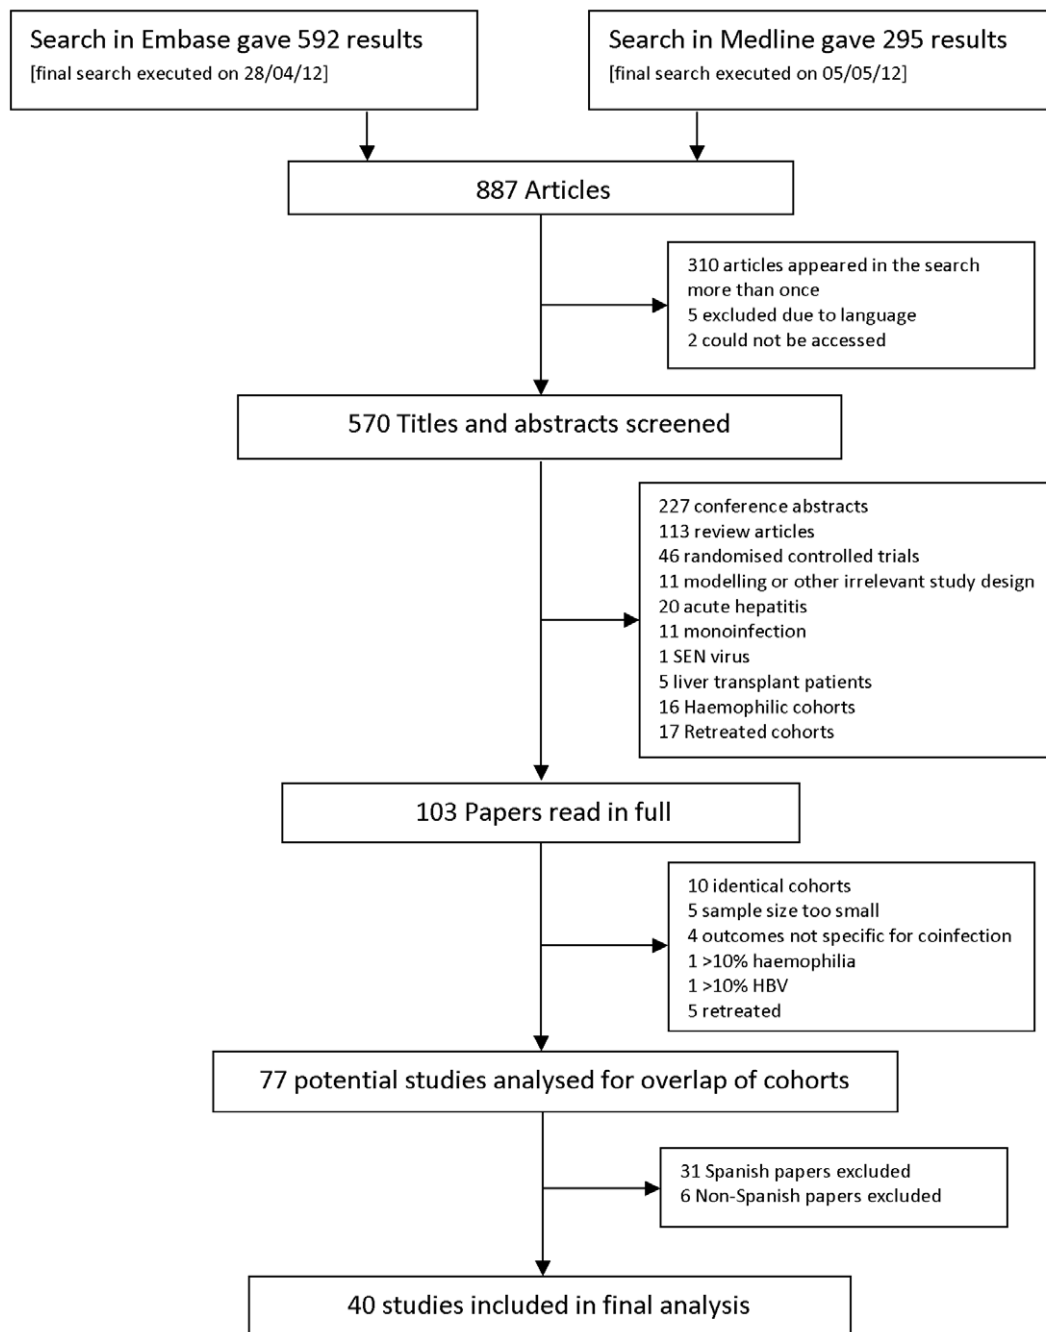 Search in Embase gave 592 results
[final search executed on 28/04/12]
Search in Medline gave 295 results
[final search executed on 05/05/12]
887 Articles
310 articles appeared in the search
more than once
5 excluded due to language
2 could not be accessed
570 Titles and abstracts screened
227 conference abstracts
113 review articles
46 randomised controlled trials
11 modelling or other irrelevant study design
20 acute hepatitis
11 monoinfection
1 SEN virus
5 liver transplant patients
16 Haemophilic cohorts
17 Retreated cohorts
103 Papers read in full
10 identical cohorts
5 sample size too small
4 outcomes not specific for coinfection
1 >10% haemophilia
1 >10% HBV
5 retreated
77 potential studies analysed for overlap of cohorts
31 Spanish papers excluded
6 Non-Spanish papers excluded
40 studies included in final analysis